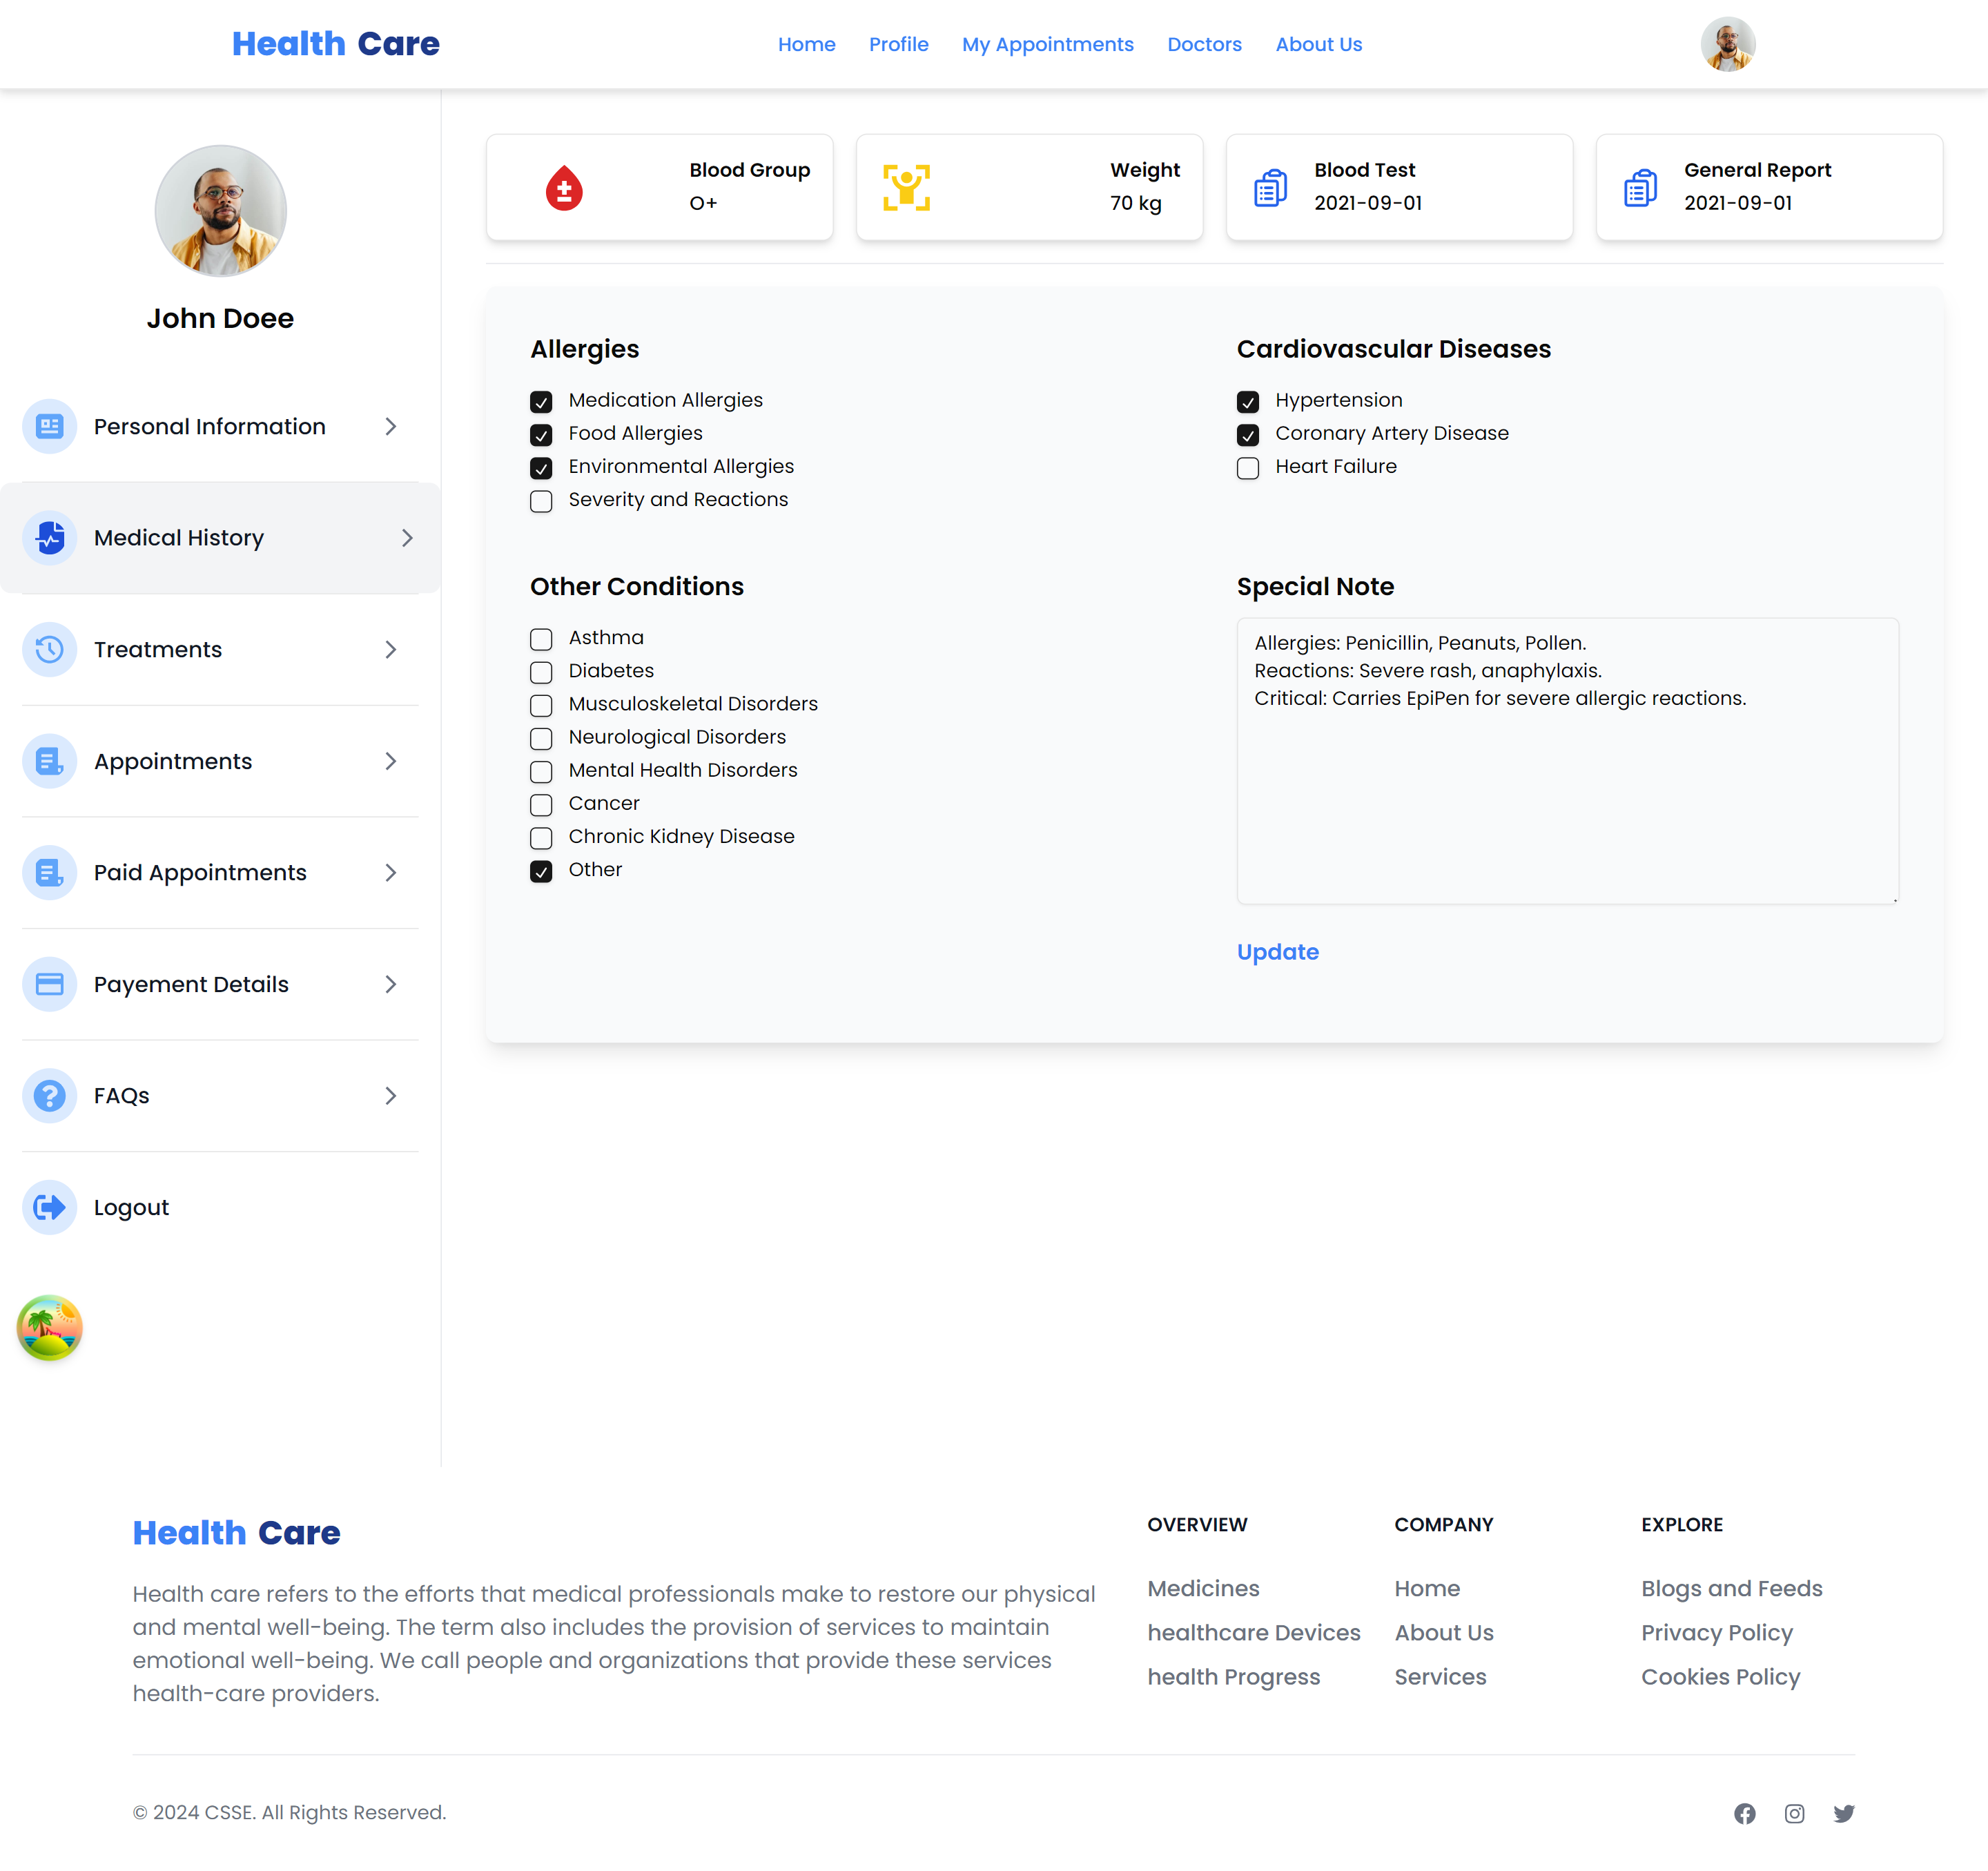 Health Care
Home Profile My Appointments Doctors About Us
John Doee
Personal Information
Medical History
Treatments
Appointments
Paid Appointments
Payement Details
FAQs
Logout
Blood Group
O+
Weight
70 kg
Blood Test
2021-09-01
General Report
2021-09-01
Allergies
Medication Allergies
Food Allergies
Environmental Allergies
Severity and Reactions
Cardiovascular Diseases
Hypertension
Coronary Artery Disease
Heart Failure
Other Conditions
Asthma
Diabetes
Musculoskeletal Disorders
Neurological Disorders
Mental Health Disorders
Cancer
Chronic Kidney Disease
Other
Special Note
Allergies: Penicillin, Peanuts, Pollen.
Reactions: Severe rash, anaphylaxis.
Critical: Carries EpiPen for severe allergic reactions.
Update
Health Care
Health care refers to the efforts that medical professionals make to restore our physical
and mental well-being. The term also includes the provision of services to maintain
emotional well-being. We call people and organizations that provide these services
health-care providers.
OVERVIEW
Medicines
healthcare Devices
health Progress
COMPANY
Home
About Us
Services
EXPLORE
Blogs and Feeds
Privacy Policy
Cookies Policy
© 2024 CSSE. All Rights Reserved.